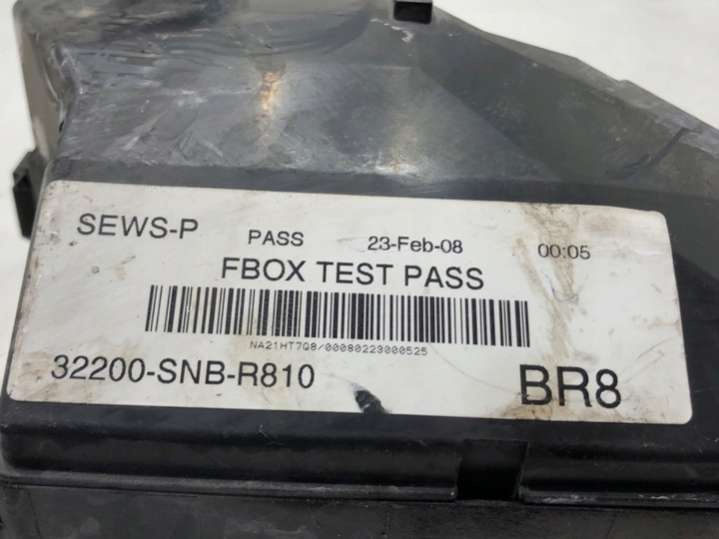 SEWS-P PASS 23-Feb-08 00:05
FBOX TEST PASS
NA21HT7Q8/00080223000525
32200-SNB-R810 BR8